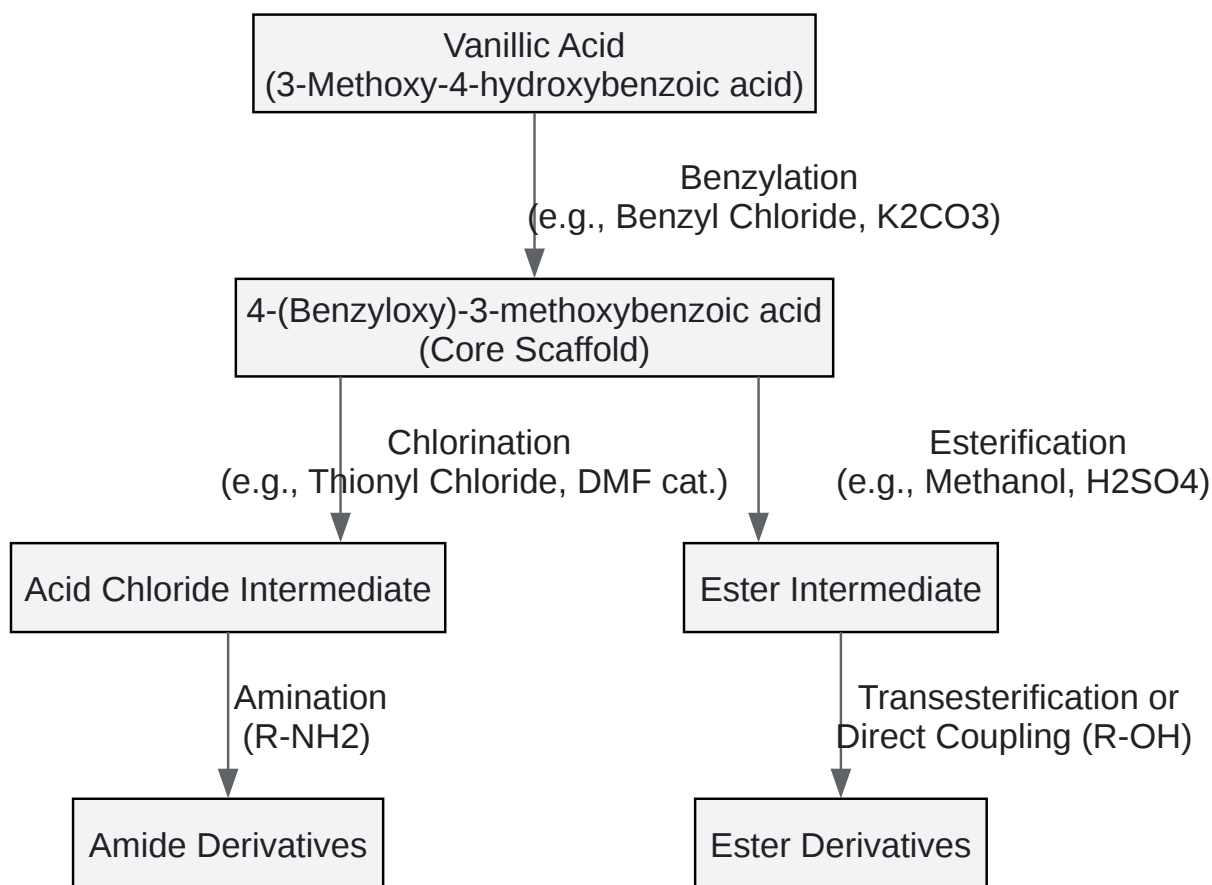 Vanillic Acid
(3-Methoxy-4-hydroxybenzoic acid)
Benzylation
(e.g., Benzyl Chloride, K2CO3)
4-(Benzyloxy)-3-methoxybenzoic acid
(Core Scaffold)
Chlorination
(e.g., Thionyl Chloride, DMF cat.)
Esterification
(e.g., Methanol, H2SO4)
Acid Chloride Intermediate
Ester Intermediate
Amination
(R-NH2)
Transesterification or
Direct Coupling (R-OH)
Amide Derivatives
Ester Derivatives